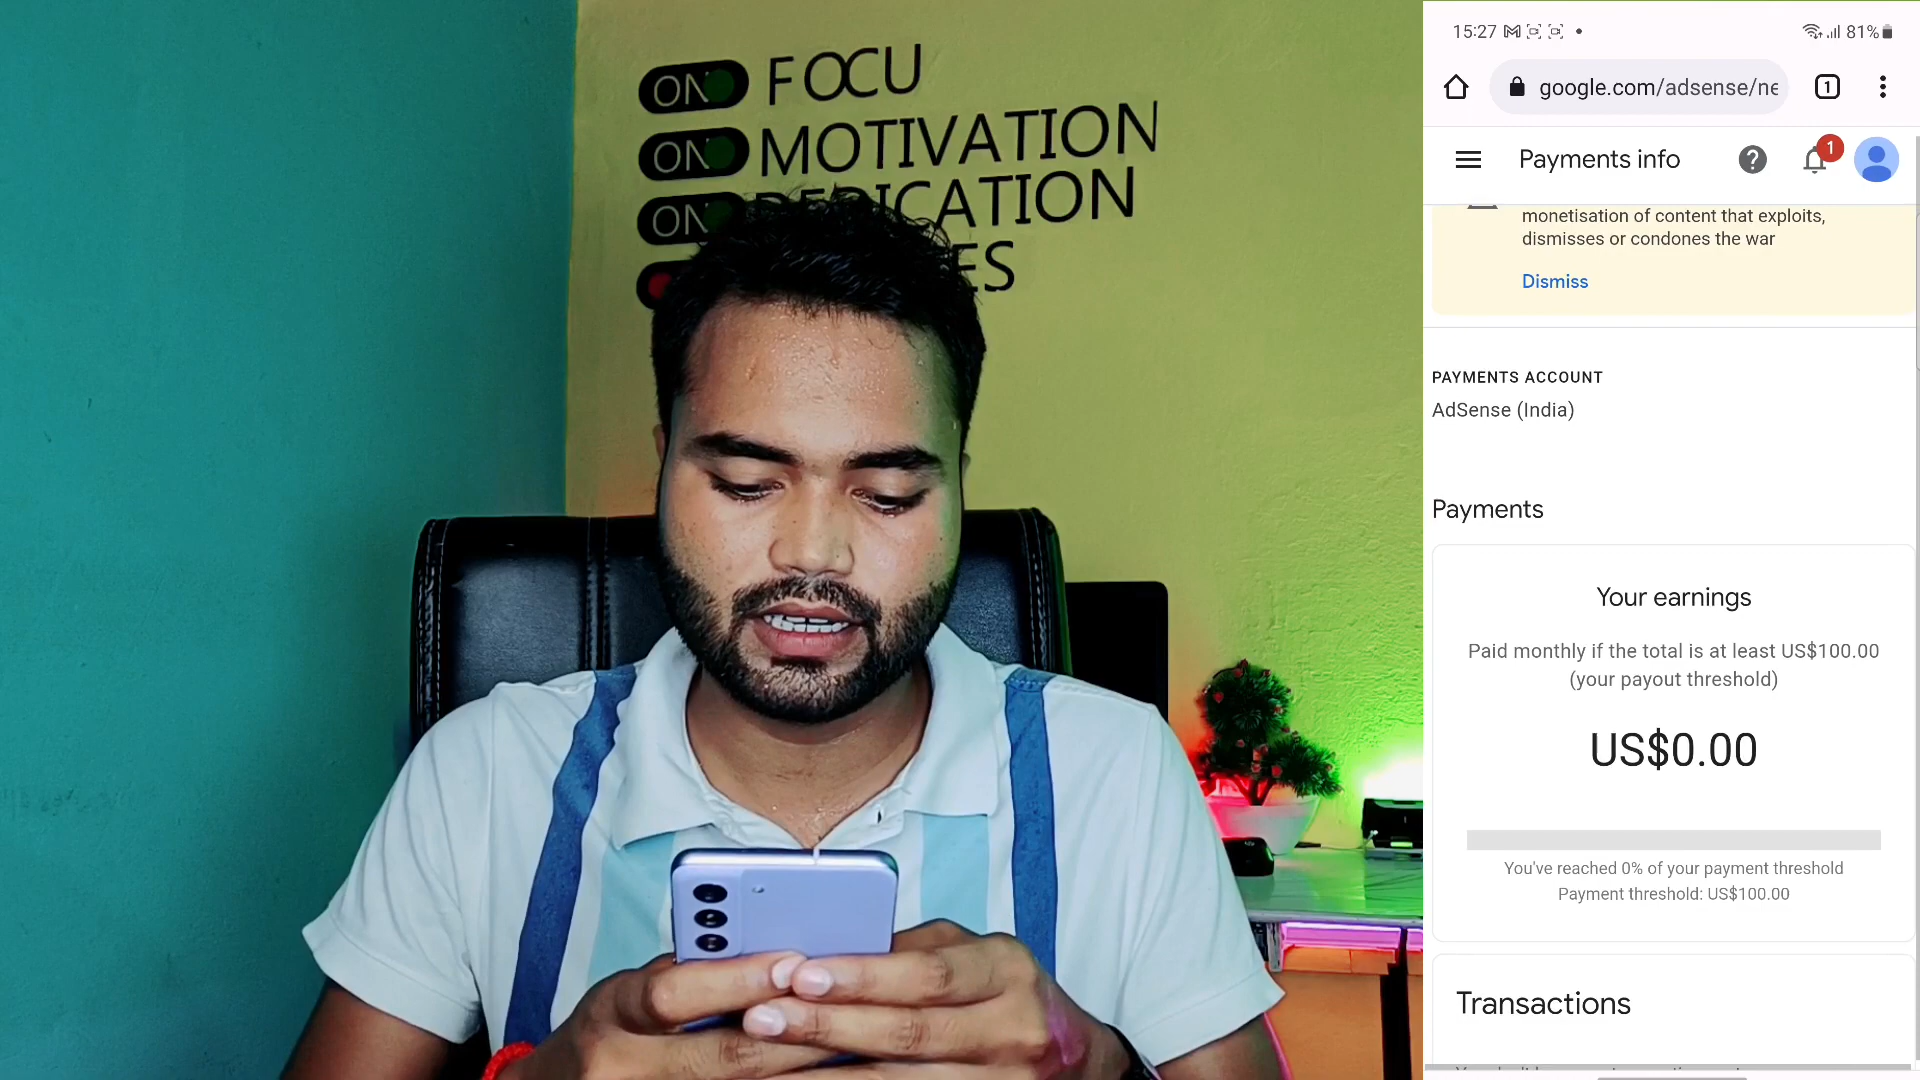 ON FOCU
ON MOTIVATION
ON DEDICATION
ES
15:27
81%
google.com/adsense/ne
1
Payments info
1
monetisation of content that exploits,
dismisses or condones the war
Dismiss
PAYMENTS ACCOUNT
AdSense (India)
Payments
Your earnings
Paid monthly if the total is at least US$100.00
(your payout threshold)
US$0.00
You've reached 0% of your payment threshold
Payment threshold: US$100.00
Transactions